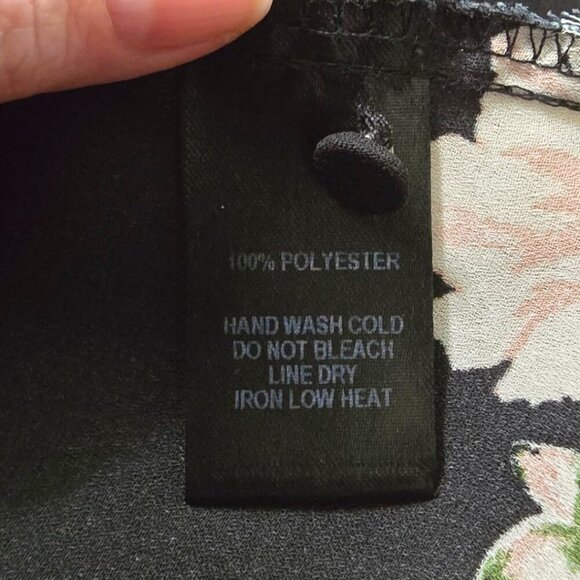 100% POLYESTER
HAND WASH COLD
DO NOT BLEACH
LINE DRY
IRON LOW HEAT